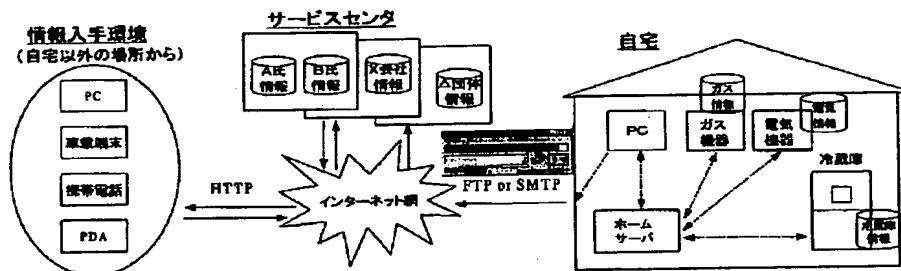 情報入手環境
(自宅以外の場所から)
PC
車載端末
携帯電話
PDA
サービスセンタ
A氏
情報
B氏
情報
X会社
情報
△団体
情報
HTTP
インターネット網
FTP or SMTP
自宅
PC
ガス
情報
ガス
機器
電気
情報
電気
機器
冷蔵庫
冷蔵庫
情報
ホーム
サーバ